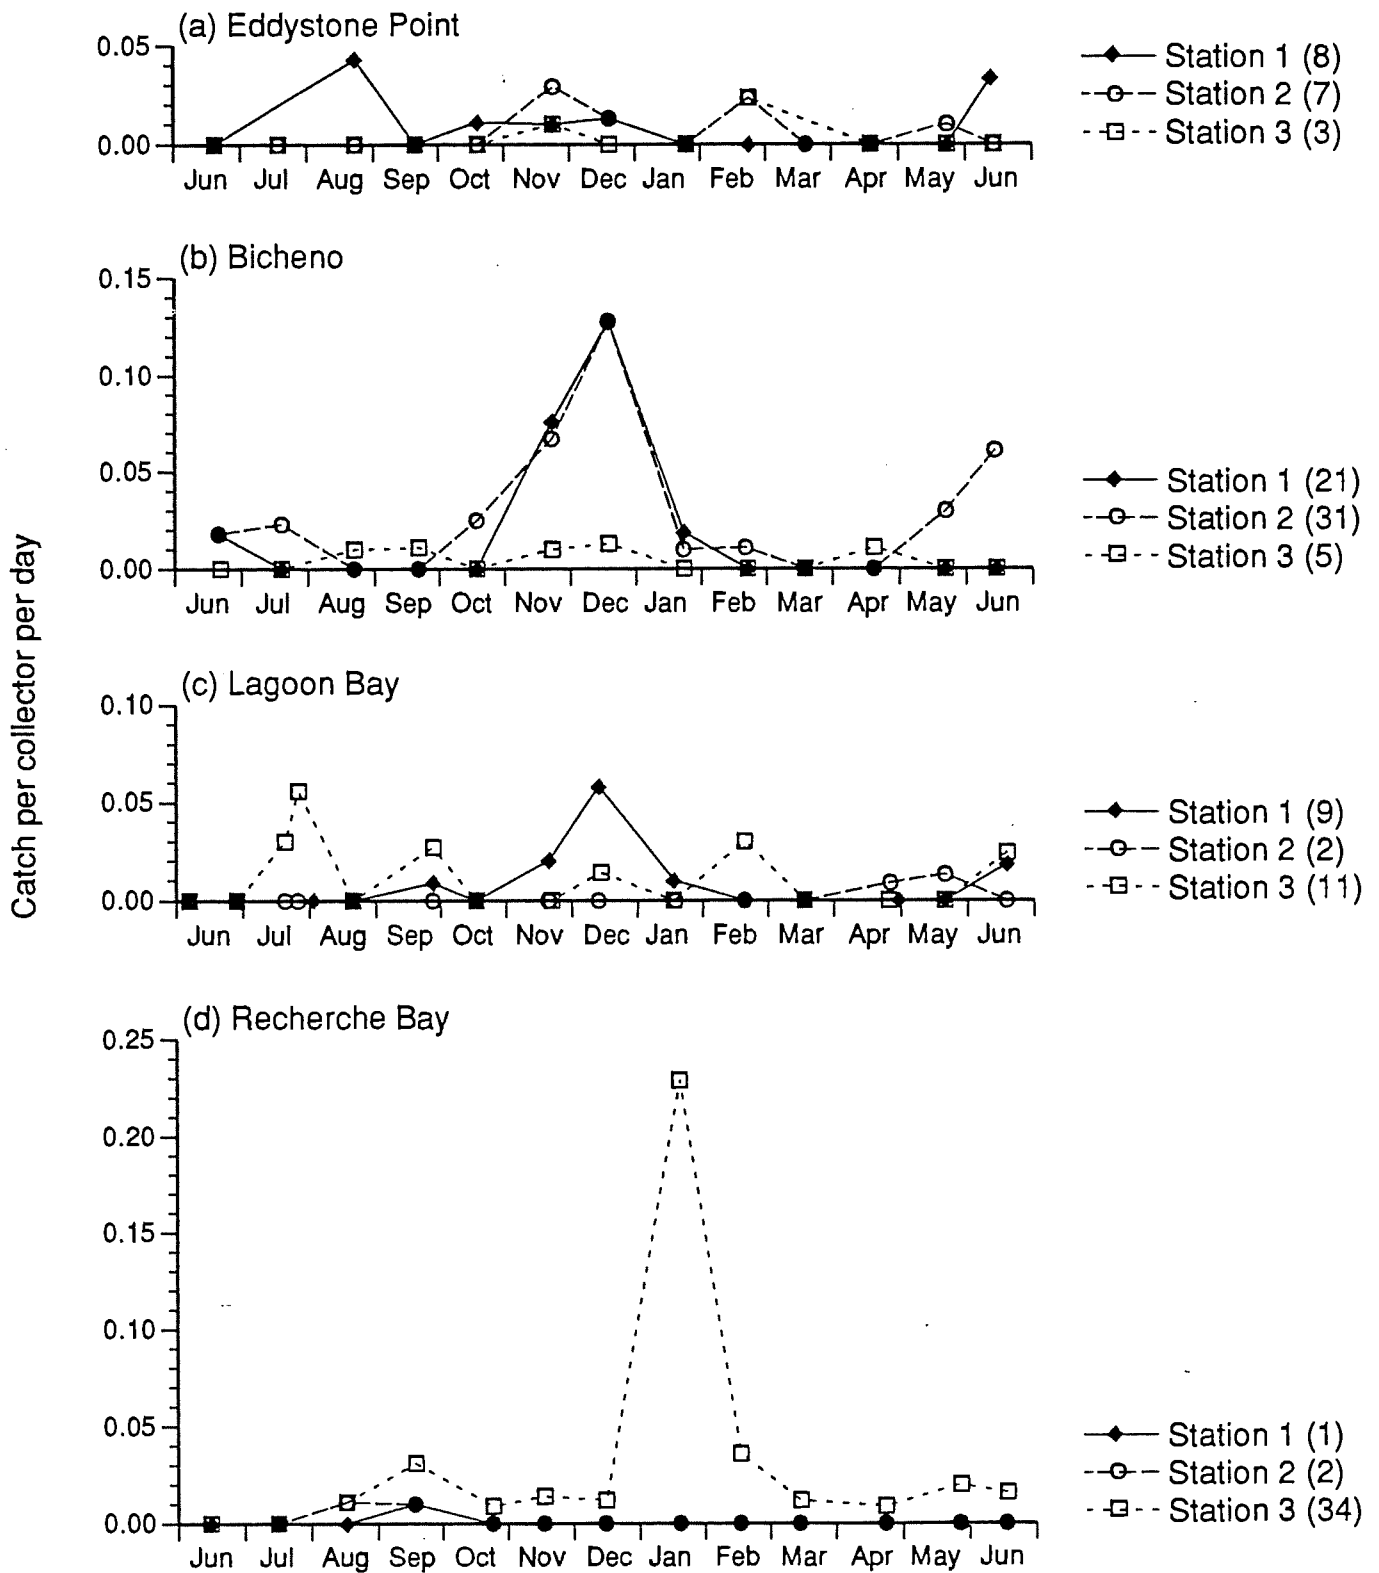 (a) Eddystone Point
0.05
0.00
Jun Jul Aug Sep Oct Nov Dec Jan Feb Mar Apr May Jun
Station 1 (8)
Station 2 (7)
Station 3 (3)
(b) Bicheno
0.15
0.10
0.05
0.00
Jun Jul Aug Sep Oct Nov Dec Jan Feb Mar Apr May Jun
Station 1 (21)
Station 2 (31)
Station 3 (5)
Catch per collector per day
(c) Lagoon Bay
0.10
0.05
0.00
Jun Jul Aug Sep Oct Nov Dec Jan Feb Mar Apr May Jun
Station 1 (9)
Station 2 (2)
Station 3 (11)
(d) Recherche Bay
0.25
0.20
0.15
0.10
0.05
0.00
Jun Jul Aug Sep Oct Nov Dec Jan Feb Mar Apr May Jun
Station 1 (1)
Station 2 (2)
Station 3 (34)